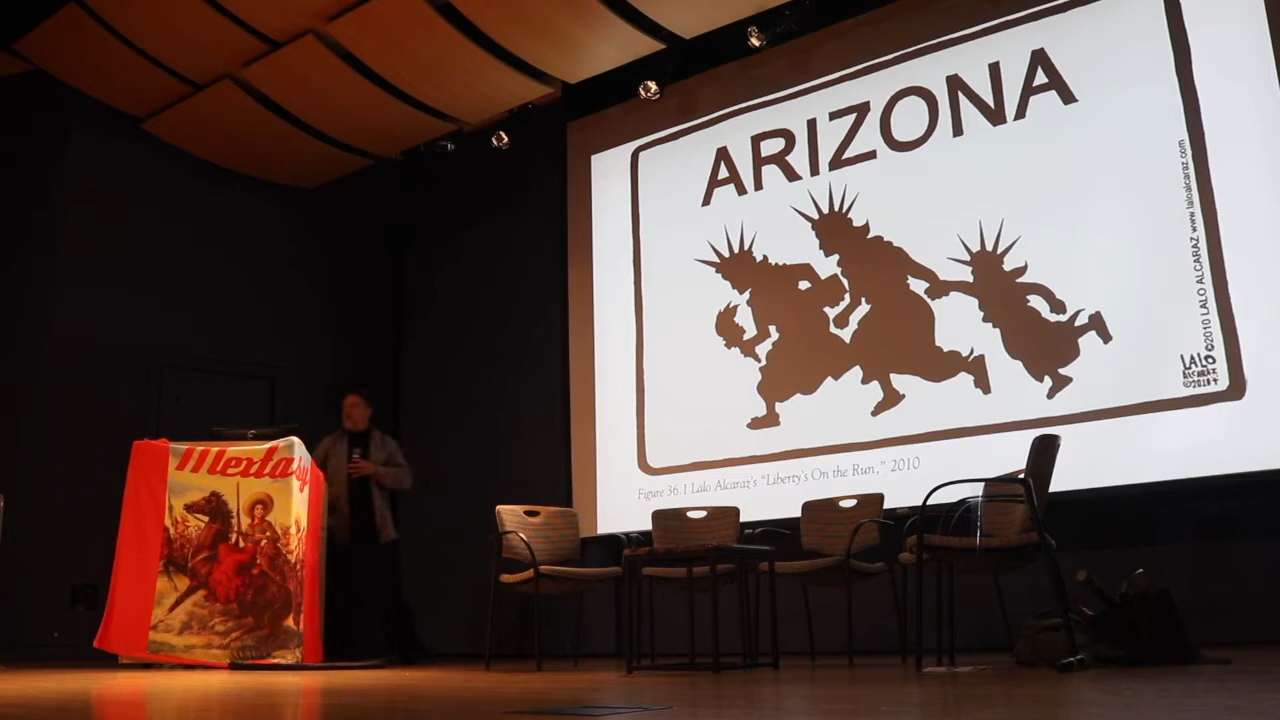 ARIZONA
©2010 LALO ALCARAZ www.laloalcaraz.com
LALO
ALCARAZ
©2010
Figure 36.1 Lalo Alcaraz's "Liberty's On the Run," 2010
Mextasy